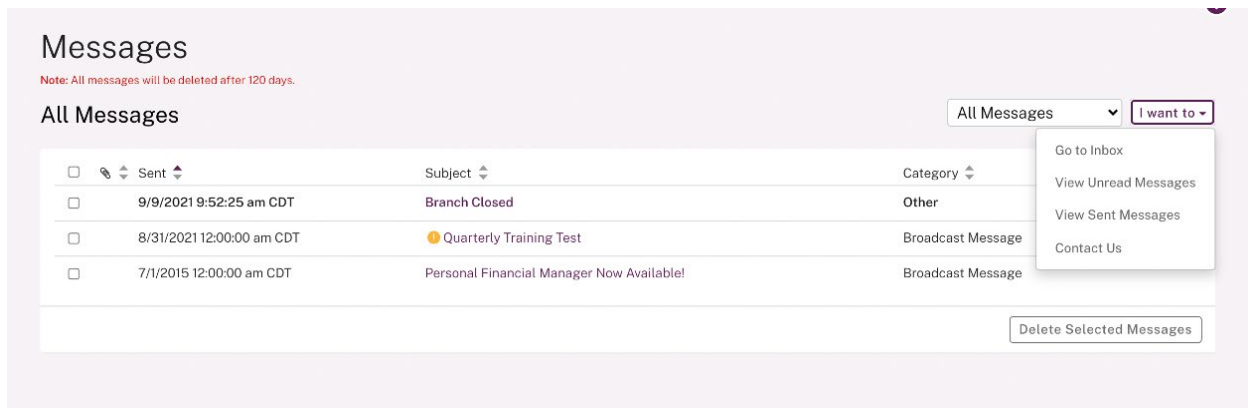 Messages
Note: All messages will be deleted after 120 days.
All Messages
All Messages I want to
Go to Inbox
View Unread Messages
View Sent Messages
Contact Us
Sent Subject Category
9/9/2021 9:52:25 am CDT Branch Closed Other
8/31/2021 12:00:00 am CDT ! Quarterly Training Test Broadcast Message
7/1/2015 12:00:00 am CDT Personal Financial Manager Now Available! Broadcast Message
Delete Selected Messages